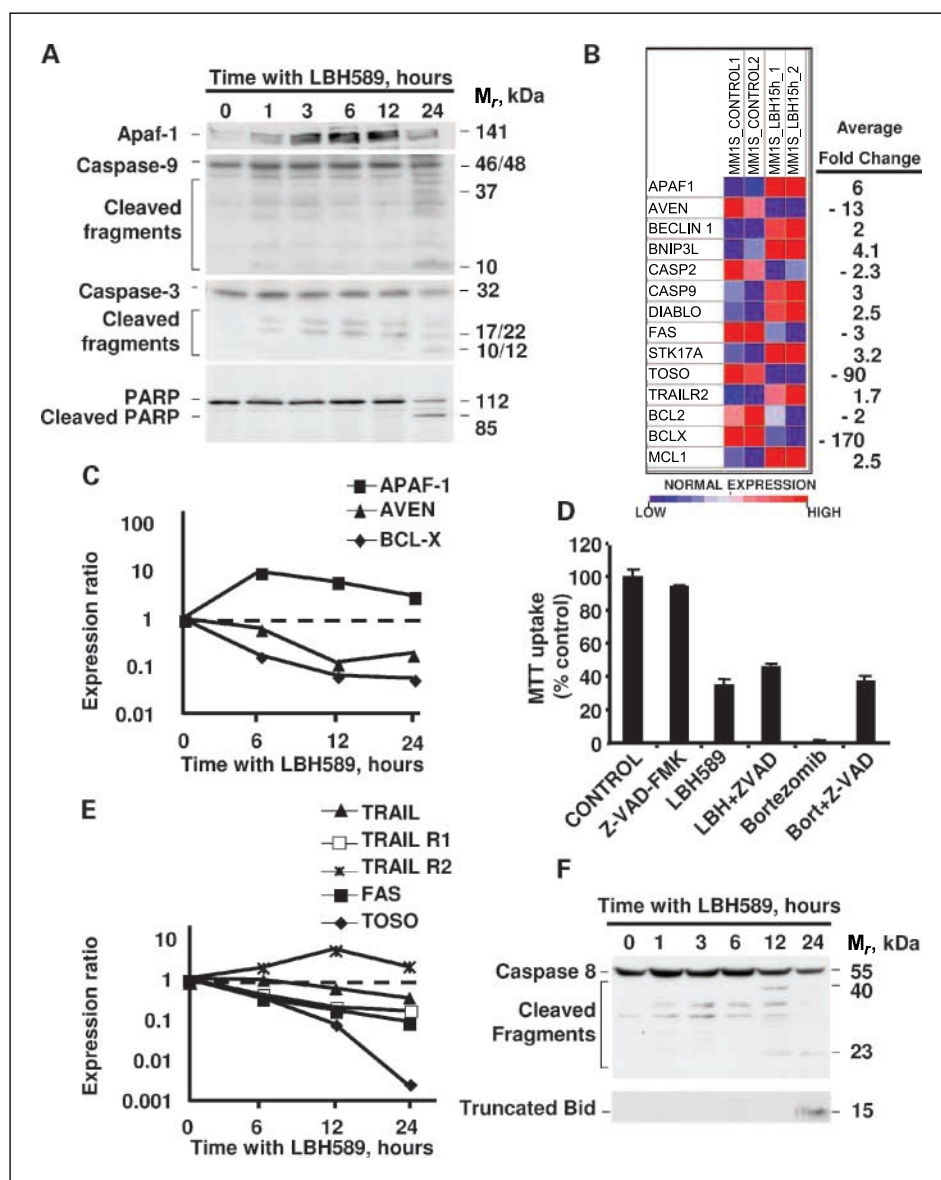 A
Time with LBH589, hours
0 1 3 6 12 24 Mr, kDa
Apaf-1 141
Caspase-9 46/48
37
Cleaved
fragments
10
Caspase-3 32
Cleaved
fragments
17/22
10/12
PARP 112
Cleaved PARP
85
B
MM1S_CONTROL1
MM1S_CONTROL2
MM1S_LBH15h_1
MM1S_LBH15h_2
Average
Fold Change
APAF1 6
AVEN - 13
BECLIN 1 2
BNIP3L 4.1
CASP2 - 2.3
CASP9 3
DIABLO 2.5
FAS - 3
STK17A 3.2
TOSO - 90
TRAILR2 1.7
BCL2 - 2
BCLX - 170
MCL1 2.5
NORMAL EXPRESSION
LOW HIGH
C
APAF-1
AVEN
BCL-X
Expression ratio
100
10
1
0.1
0.01
0 6 12 24
Time with LBH589, hours
D
MTT uptake
(% control)
120
100
80
60
40
20
0
CONTROL
Z-VAD-FMK
LBH589
LBH+ZVAD
Bortezomib
Bort+Z-VAD
E
TRAIL
TRAIL R1
TRAIL R2
FAS
TOSO
Expression ratio
10
1
0.1
0.01
0.001
0 6 12 24
Time with LBH589, hours
F
Time with LBH589, hours
0 1 3 6 12 24 Mr, kDa
Caspase 8 55
40
Cleaved
Fragments
23
Truncated Bid 15